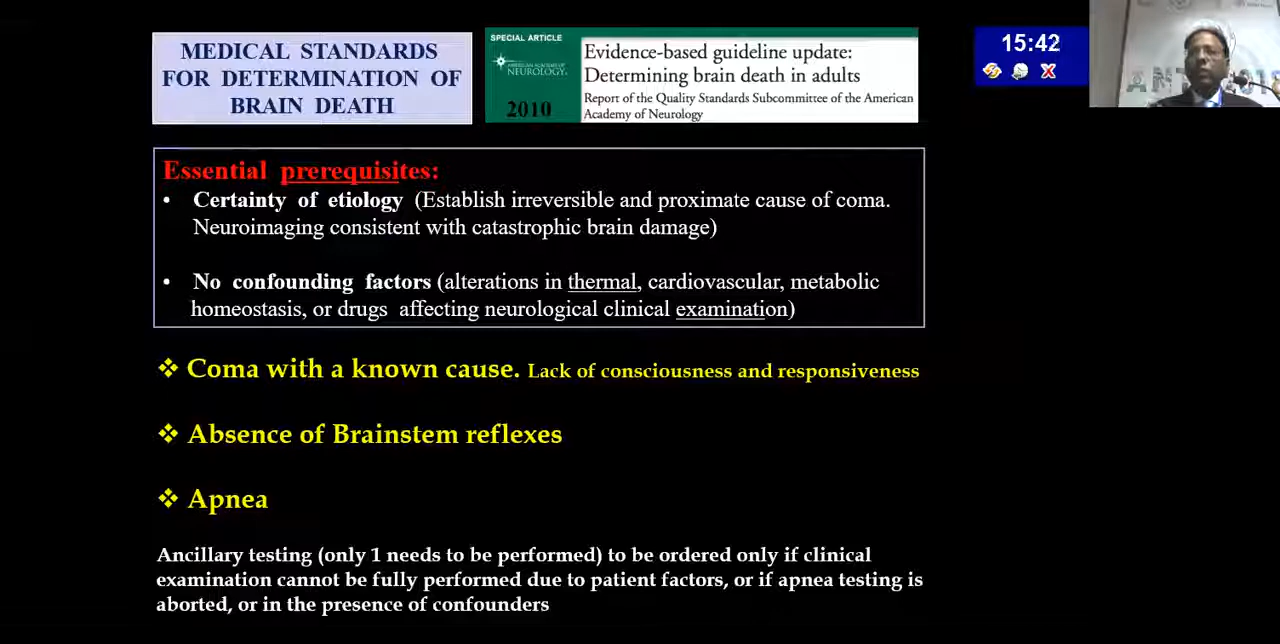 MEDICAL STANDARDS
FOR DETERMINATION OF
BRAIN DEATH
SPECIAL ARTICLE
AMERICAN ACADEMY OF
NEUROLOGY.
2010
Evidence-based guideline update:
Determining brain death in adults
Report of the Quality Standards Subcommittee of the American
Academy of Neurology
15:42
Essential prerequisites:
• Certainty of etiology (Establish irreversible and proximate cause of coma.
Neuroimaging consistent with catastrophic brain damage)
• No confounding factors (alterations in thermal, cardiovascular, metabolic
homeostasis, or drugs affecting neurological clinical examination)
❖ Coma with a known cause. Lack of consciousness and responsiveness
❖ Absence of Brainstem reflexes
❖ Apnea
Ancillary testing (only 1 needs to be performed) to be ordered only if clinical
examination cannot be fully performed due to patient factors, or if apnea testing is
aborted, or in the presence of confounders